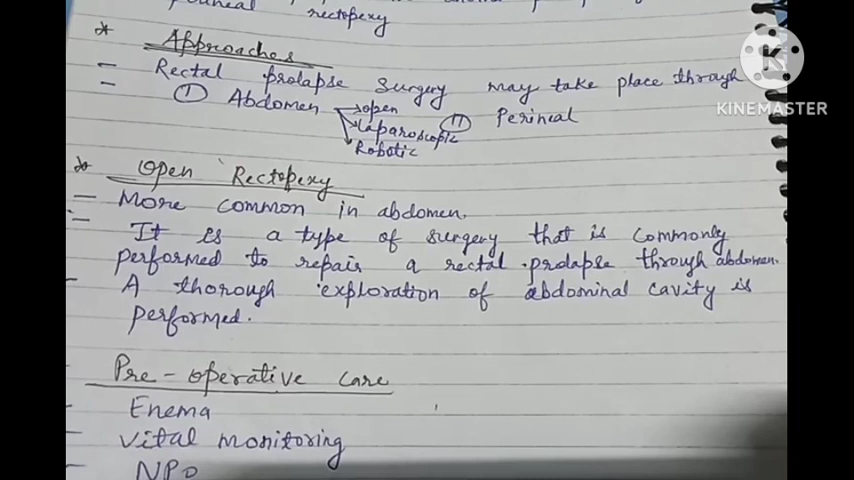 rectopexy
* Approaches
- Rectal prolapse surgery may take place through
- I Abdomen → open II Perineal
→ Laparoscopic
→ Robotic
* Open Rectopexy
- More common in abdomen.
- It is a type of surgery that is commonly
performed to repair a rectal prolapse through abdomen.
- A thorough exploration of abdominal cavity is
performed.
Pre-operative care
- Enema
- Vital monitoring
- NPO
K
KINEMASTER